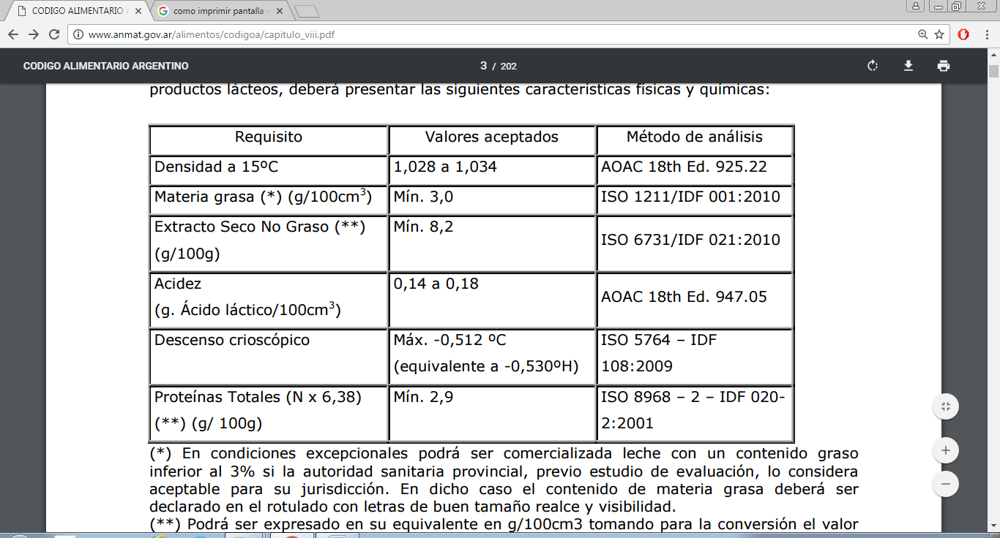 CODIGO ALIMENTARIO A
como imprimir pantalla -
www.anmat.gov.ar/alimentos/codigoa/capitulo_viii.pdf
CODIGO ALIMENTARIO ARGENTINO
3 / 202
productos lácteos, deberá presentar las siguientes características físicas y químicas:
Requisito Valores aceptados Método de análisis
Densidad a 15ºC 1,028 a 1,034 AOAC 18th Ed. 925.22
Materia grasa (*) (g/100cm³) Mín. 3,0 ISO 1211/IDF 001:2010
Extracto Seco No Graso (**)
(g/100g)
Mín. 8,2
ISO 6731/IDF 021:2010
Acidez
(g. Ácido láctico/100cm³)
0,14 a 0,18
AOAC 18th Ed. 947.05
Descenso crioscópico
Máx. -0,512 ºC
(equivalente a -0,530ºH)
ISO 5764 – IDF
108:2009
Proteínas Totales (N x 6,38)
(**) (g/ 100g)
Mín. 2,9
ISO 8968 – 2 – IDF 020-
2:2001
(*) En condiciones excepcionales podrá ser comercializada leche con un contenido graso
inferior al 3% si la autoridad sanitaria provincial, previo estudio de evaluación, lo considera
aceptable para su jurisdicción. En dicho caso el contenido de materia grasa deberá ser
declarado en el rotulado con letras de buen tamaño realce y visibilidad.
(**) Podrá ser expresado en su equivalente en g/100cm3 tomando para la conversión el valor